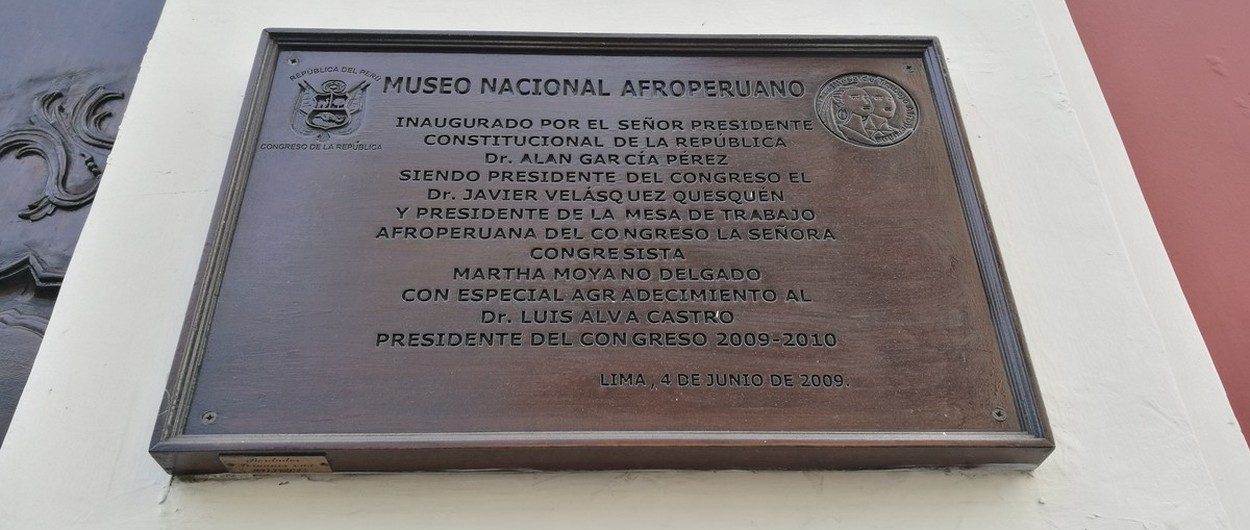 REPÚBLICA DEL PERÚ
CONGRESO DE LA REPÚBLICA
MUSEO NACIONAL AFROPERUANO
INAUGURADO POR EL SEÑOR PRESIDENTE
CONSTITUCIONAL DE LA REPÚBLICA
Dr. ALAN GARCÍA PÉREZ
SIENDO PRESIDENTE DEL CONGRESO EL
Dr. JAVIER VELÁSQUEZ QUESQUÉN
Y PRESIDENTE DE LA MESA DE TRABAJO
AFROPERUANA DEL CONGRESO LA SEÑORA
CONGRESISTA
MARTHA MOYANO DELGADO
CON ESPECIAL AGRADECIMIENTO AL
Dr. LUIS ALVA CASTRO
PRESIDENTE DEL CONGRESO 2009-2010
LIMA, 4 DE JUNIO DE 2009.